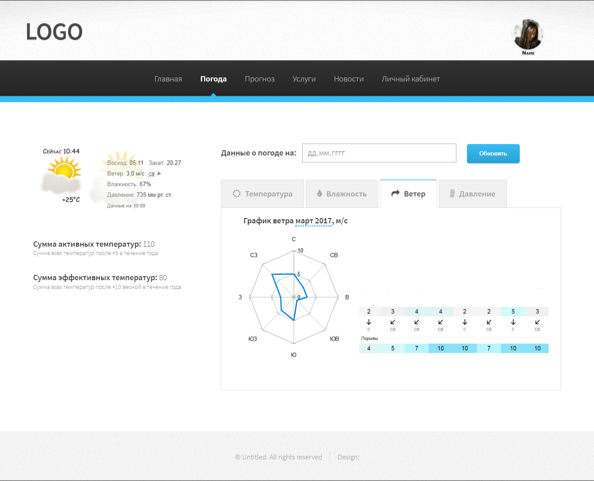 LOGO
Name
Главная Погода Прогноз Услуги Новости Личный кабинет
Сейчас 10:44
+25°C
Восход: 05:11 Закат: 20:27
Ветер: 3,0 м/с св
Влажность: 67%
Давление: 735 мм рт. ст.
Данные на 10:00
Сумма активных температур: 110
Сумма всех температур после +5 в течение года
Сумма эффективных температур: 80
Сумма всех температур после +10 весной в течение года
Данные о погоде на: дд.мм.гггг Обновить
Температура Влажность Ветер Давление
График ветра март 2017, м/с
С
СЗ 10 СВ
5
З 0 В
ЮЗ ЮВ
Ю
2 3 4 4 2 2 5 3
С СВ СВ СВ С СВ С СВ
Порывы
4 5 7 10 10 7 10 10
© Untitled. All rights reserved Design: